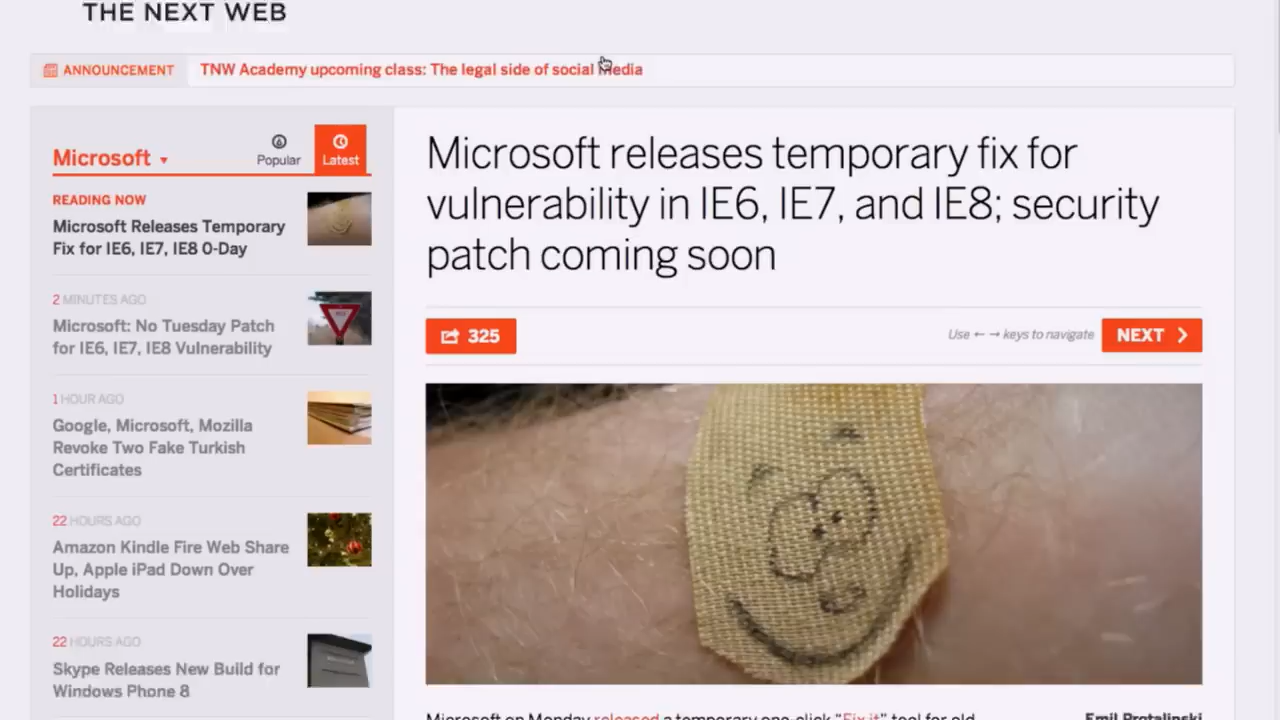 THE NEXT WEB
ANNOUNCEMENT TNW Academy upcoming class: The legal side of social media
Microsoft
Popular
Latest
READING NOW
Microsoft Releases Temporary
Fix for IE6, IE7, IE8 0-Day
2 MINUTES AGO
Microsoft: No Tuesday Patch
for IE6, IE7, IE8 Vulnerability
1 HOUR AGO
Google, Microsoft, Mozilla
Revoke Two Fake Turkish
Certificates
22 HOURS AGO
Amazon Kindle Fire Web Share
Up, Apple iPad Down Over
Holidays
22 HOURS AGO
Skype Releases New Build for
Windows Phone 8
Microsoft releases temporary fix for
vulnerability in IE6, IE7, and IE8; security
patch coming soon
325
Use ← → keys to navigate
NEXT
Microsoft on Monday released a temporary one-click "Fix it" tool for old
Emil Protalinski